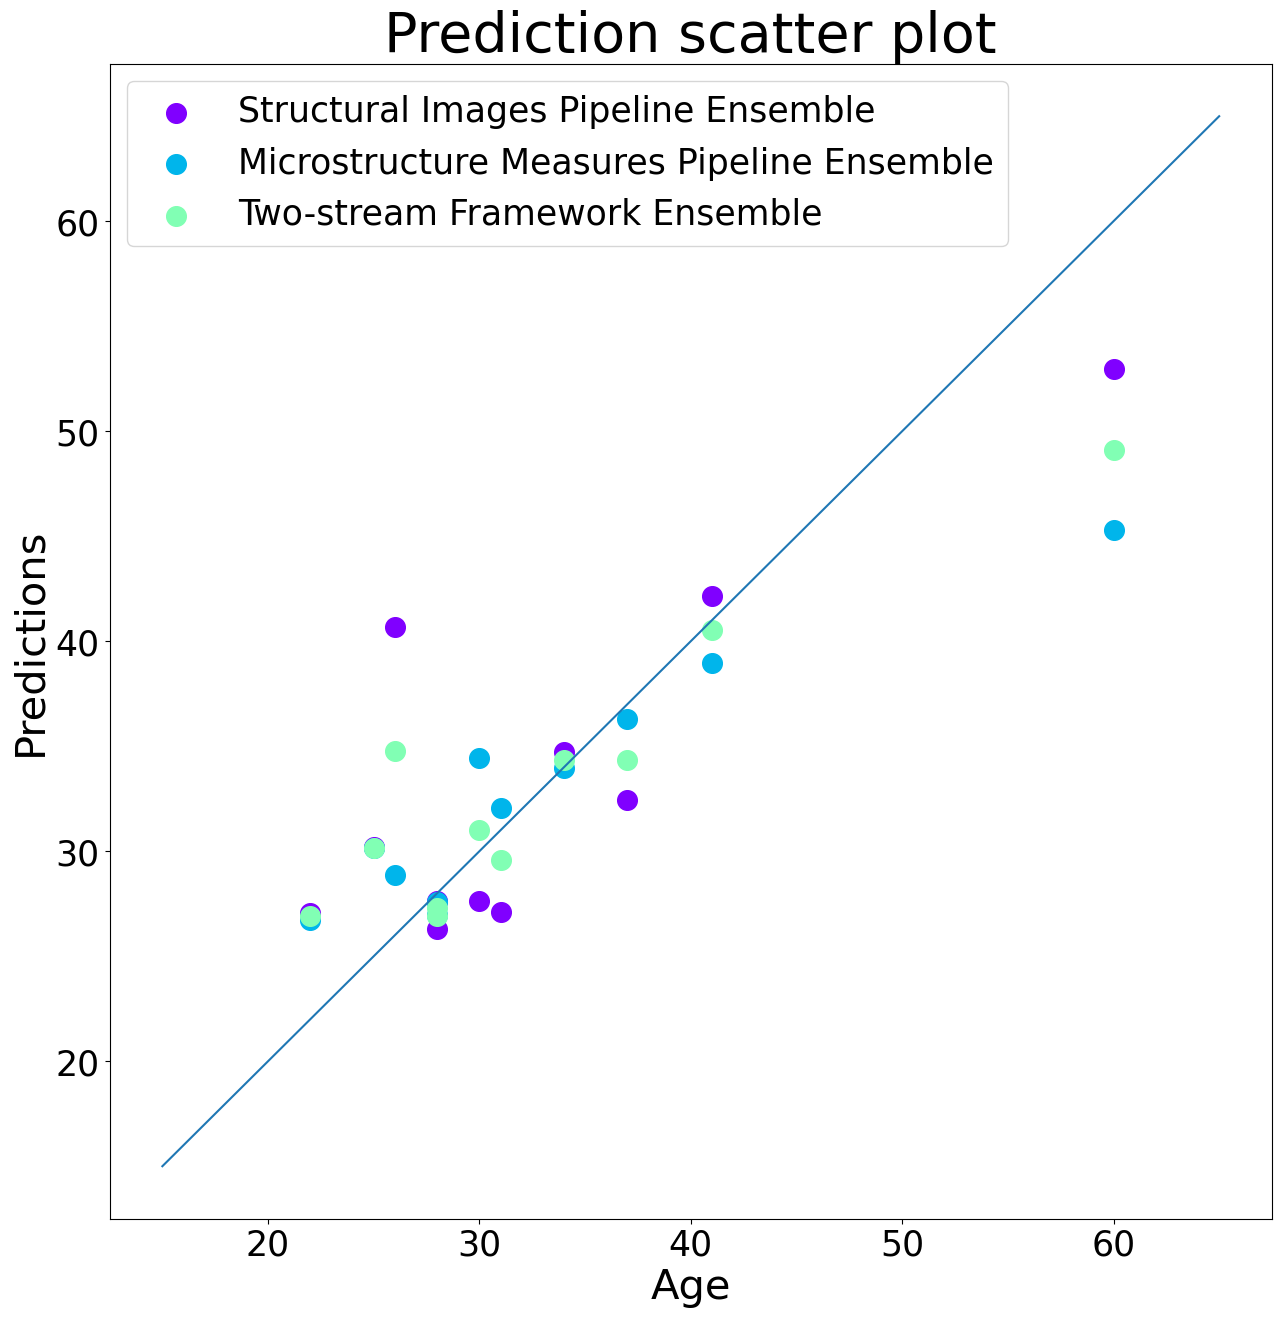 Prediction scatter plot
Structural Images Pipeline Ensemble
Microstructure Measures Pipeline Ensemble
Two-stream Framework Ensemble
60
50
40
30
20
Predictions
20 30 40 50 60
Age